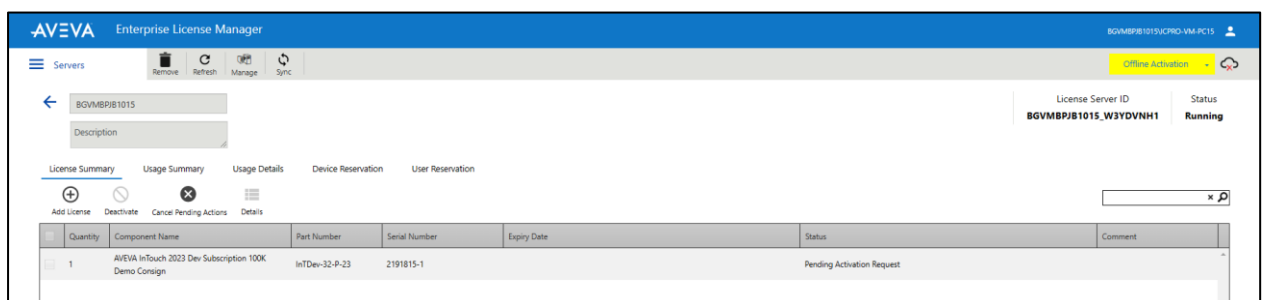 AVEVA Enterprise License Manager BGVMBPJB1015\UCPRO-VM-PC15
Servers Remove Refresh Manage Sync Offline Activation
BGVMBPJB1015 License Server ID Status
Description BGVMBPJB1015_W3YDVNH1 Running
License Summary Usage Summary Usage Details Device Reservation User Reservation
Add License Deactivate Cancel Pending Actions Details
Quantity Component Name Part Number Serial Number Expiry Date Status Comment
1 AVEVA InTouch 2023 Dev Subscription 100K InTDev-32-P-23 2191815-1 Pending Activation Request
Demo Consign